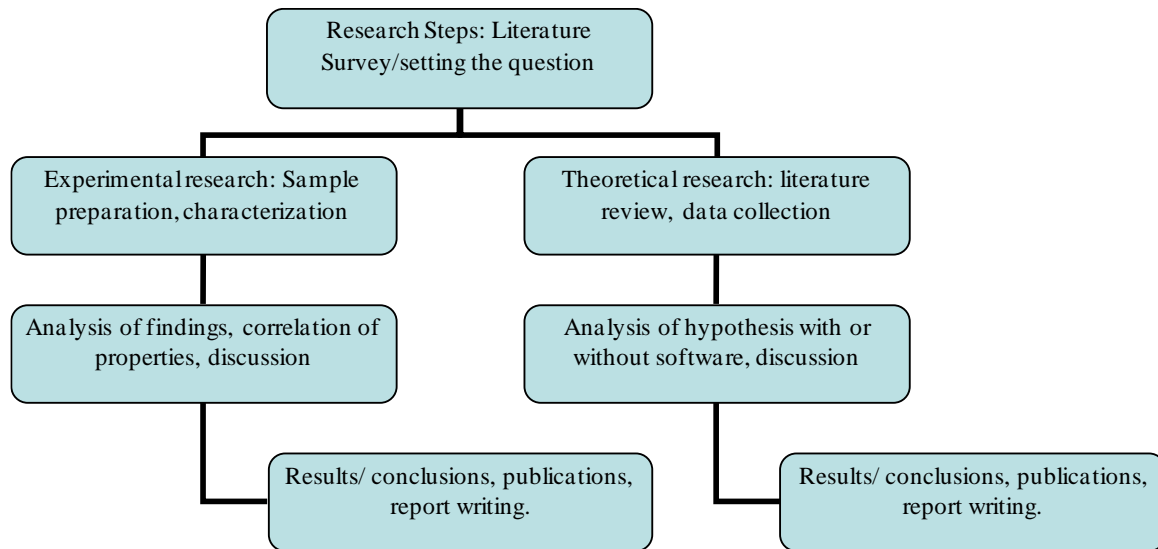 Research Steps: Literature
Survey/setting the question
Experimental research: Sample
preparation, characterization
Theoretical research: literature
review, data collection
Analysis of findings, correlation of
properties, discussion
Analysis of hypothesis with or
without software, discussion
Results/ conclusions, publications,
report writing.
Results/ conclusions, publications,
report writing.